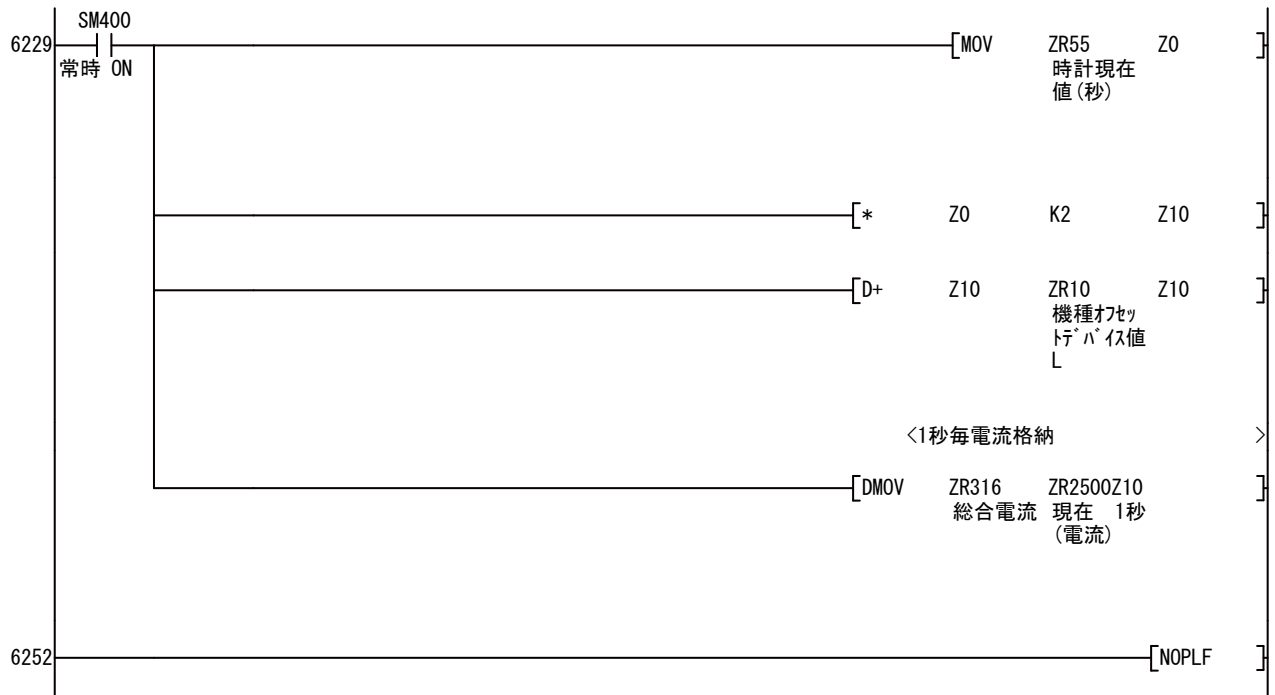 SM400
6229 [MOV ZR55 Z0 ]
常時 ON 時計現在
値(秒)
[* Z0 K2 Z10 ]
[D+ Z10 ZR10 Z10 ]
機種ｵﾌｾｯ
ﾄﾃﾞﾊﾞｲｽ値
L
<1秒毎電流格納 >
[DMOV ZR316 ZR2500Z10 ]
総合電流 現在 1秒
(電流)
6252 [NOPLF ]